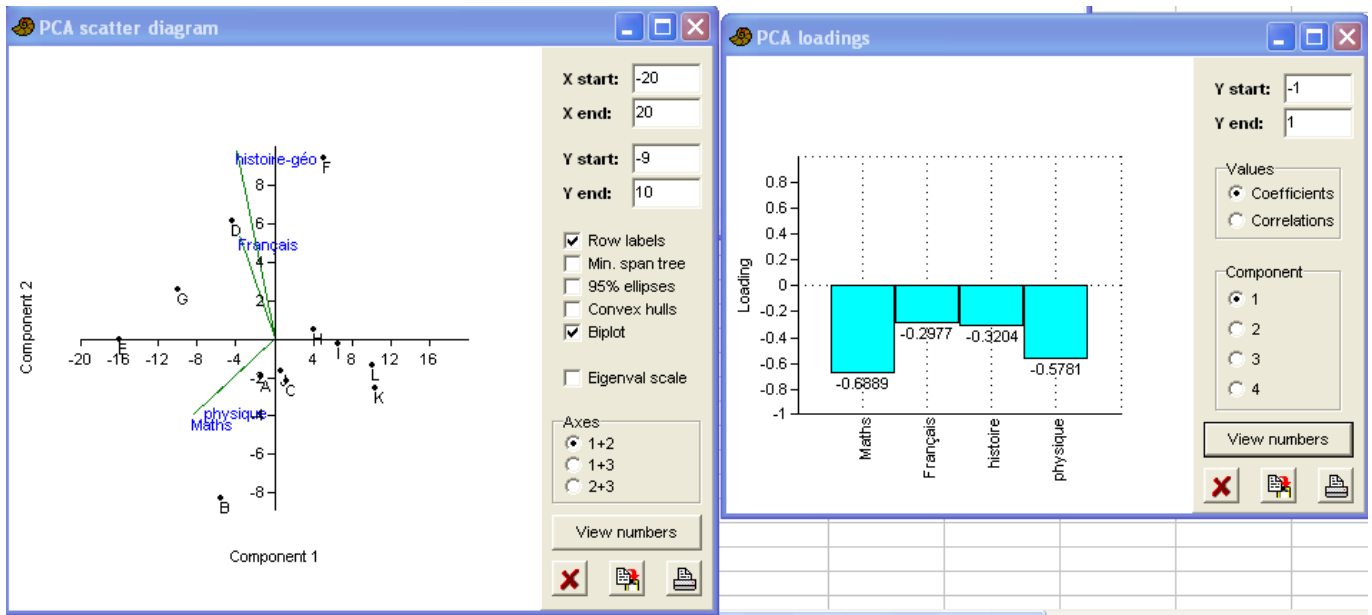 PCA scatter diagram
X start: -20
X end: 20
Y start: -9
Y end: 10
Row labels
Min. span tree
95% ellipses
Convex hulls
Biplot
Eigenval scale
Axes
1+2
1+3
2+3
View numbers
histoire-géo
F
8
6
D
Français
4
G
2
E
H
I
-20 -16 -12 -8 -4 4 8 12 16
-2
A
C
L
K
physique
-4
Maths
-6
-8
B
Component 2
Component 1
PCA loadings
Y start: -1
Y end: 1
Values
Coefficients
Correlations
Component
1
2
3
4
View numbers
Loading
0.8
0.6
0.4
0.2
0
-0.2
-0.4
-0.6
-0.8
-1
-0.6889
-0.2977
-0.3204
-0.5781
Maths
Français
histoire
physique